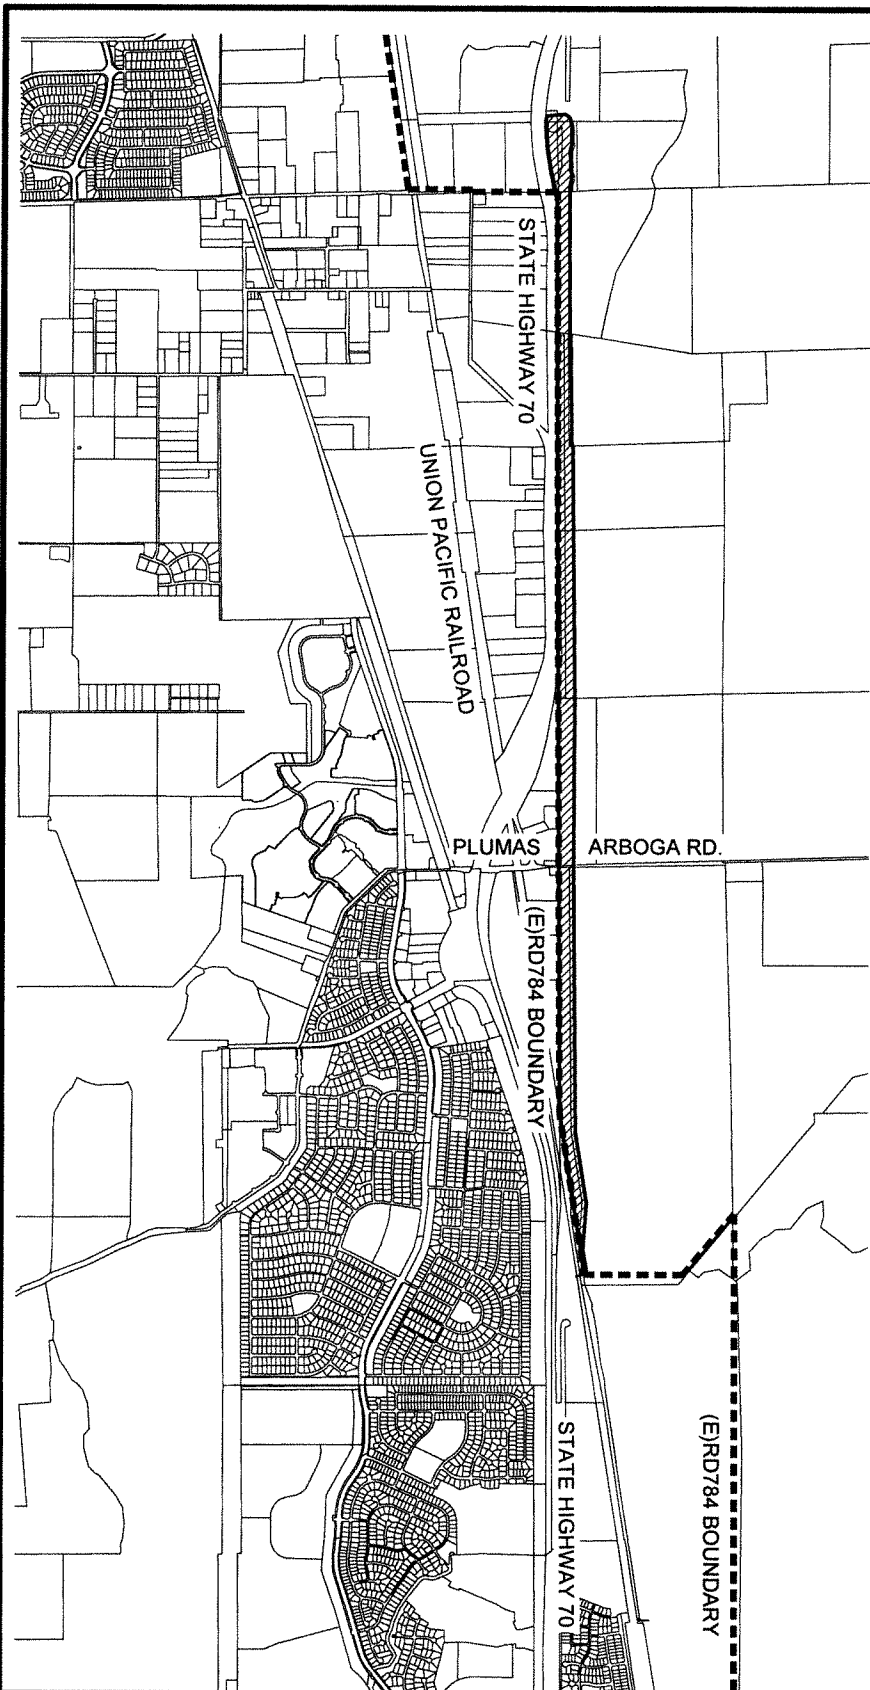 STATE HIGHWAY 70
UNION PACIFIC RAILROAD
PLUMAS ARBOGA RD.
(E)RD784 BOUNDARY
(E)RD784 BOUNDARY
STATE HIGHWAY 70